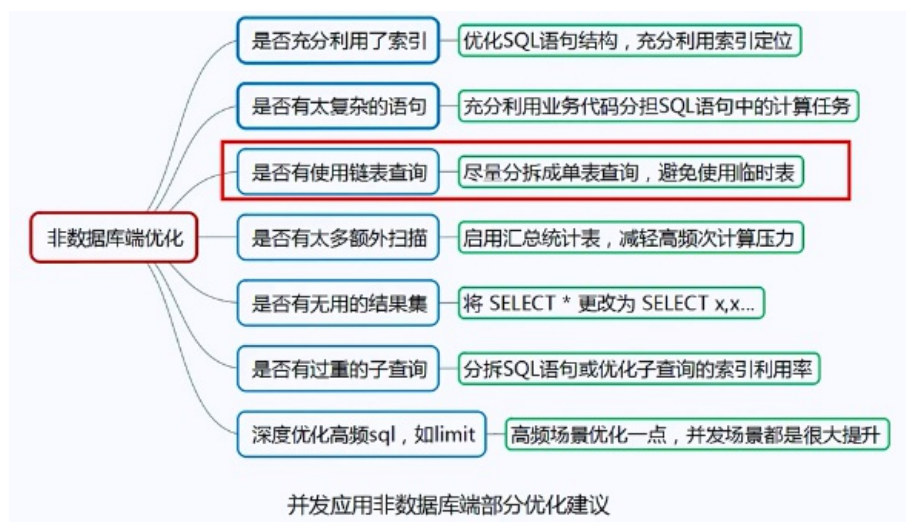 是否充分利用了索引
优化SQL语句结构，充分利用索引定位
是否有太复杂的语句
充分利用业务代码分担SQL语句中的计算任务
是否有使用链表查询
尽量分拆成单表查询，避免使用临时表
非数据库端优化
是否有太多额外扫描
启用汇总统计表，减轻高频次计算压力
是否有无用的结果集
将 SELECT * 更改为 SELECT x,x...
是否有过重的子查询
分拆SQL语句或优化子查询的索引利用率
深度优化高频sql，如limit
高频场景优化一点，并发场景都是很大提升
并发应用非数据库端部分优化建议